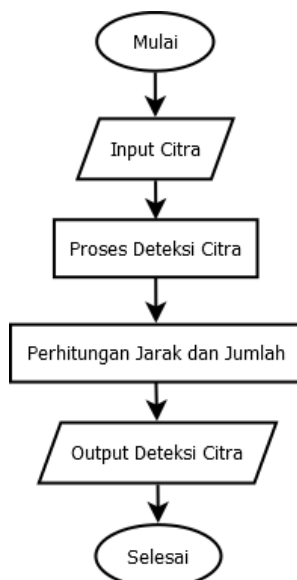 Mulai
Input Citra
Proses Deteksi Citra
Perhitungan Jarak dan Jumlah
Output Deteksi Citra
Selesai